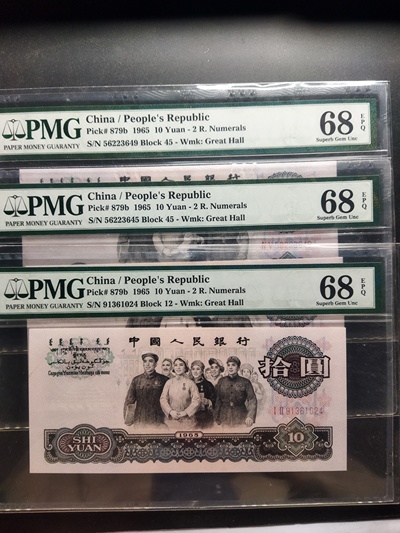 PMG
PAPER MONEY GUARANTY
China / People's Republic
Pick# 879b 1965 10 Yuan - 2 R. Numerals
S/N 56223649 Block 45 - Wmk: Great Hall
68 EPQ
Superb Gem Unc
PMG
PAPER MONEY GUARANTY
China / People's Republic
Pick# 879b 1965 10 Yuan - 2 R. Numerals
S/N 56223645 Block 45 - Wmk: Great Hall
68 EPQ
Superb Gem Unc
PMG
PAPER MONEY GUARANTY
China / People's Republic
Pick# 879b 1965 10 Yuan - 2 R. Numerals
S/N 91361024 Block 12 - Wmk: Great Hall
68 EPQ
Superb Gem Unc
中國人民銀行
拾圓
I II 91361024
SHI YUAN
1965
10